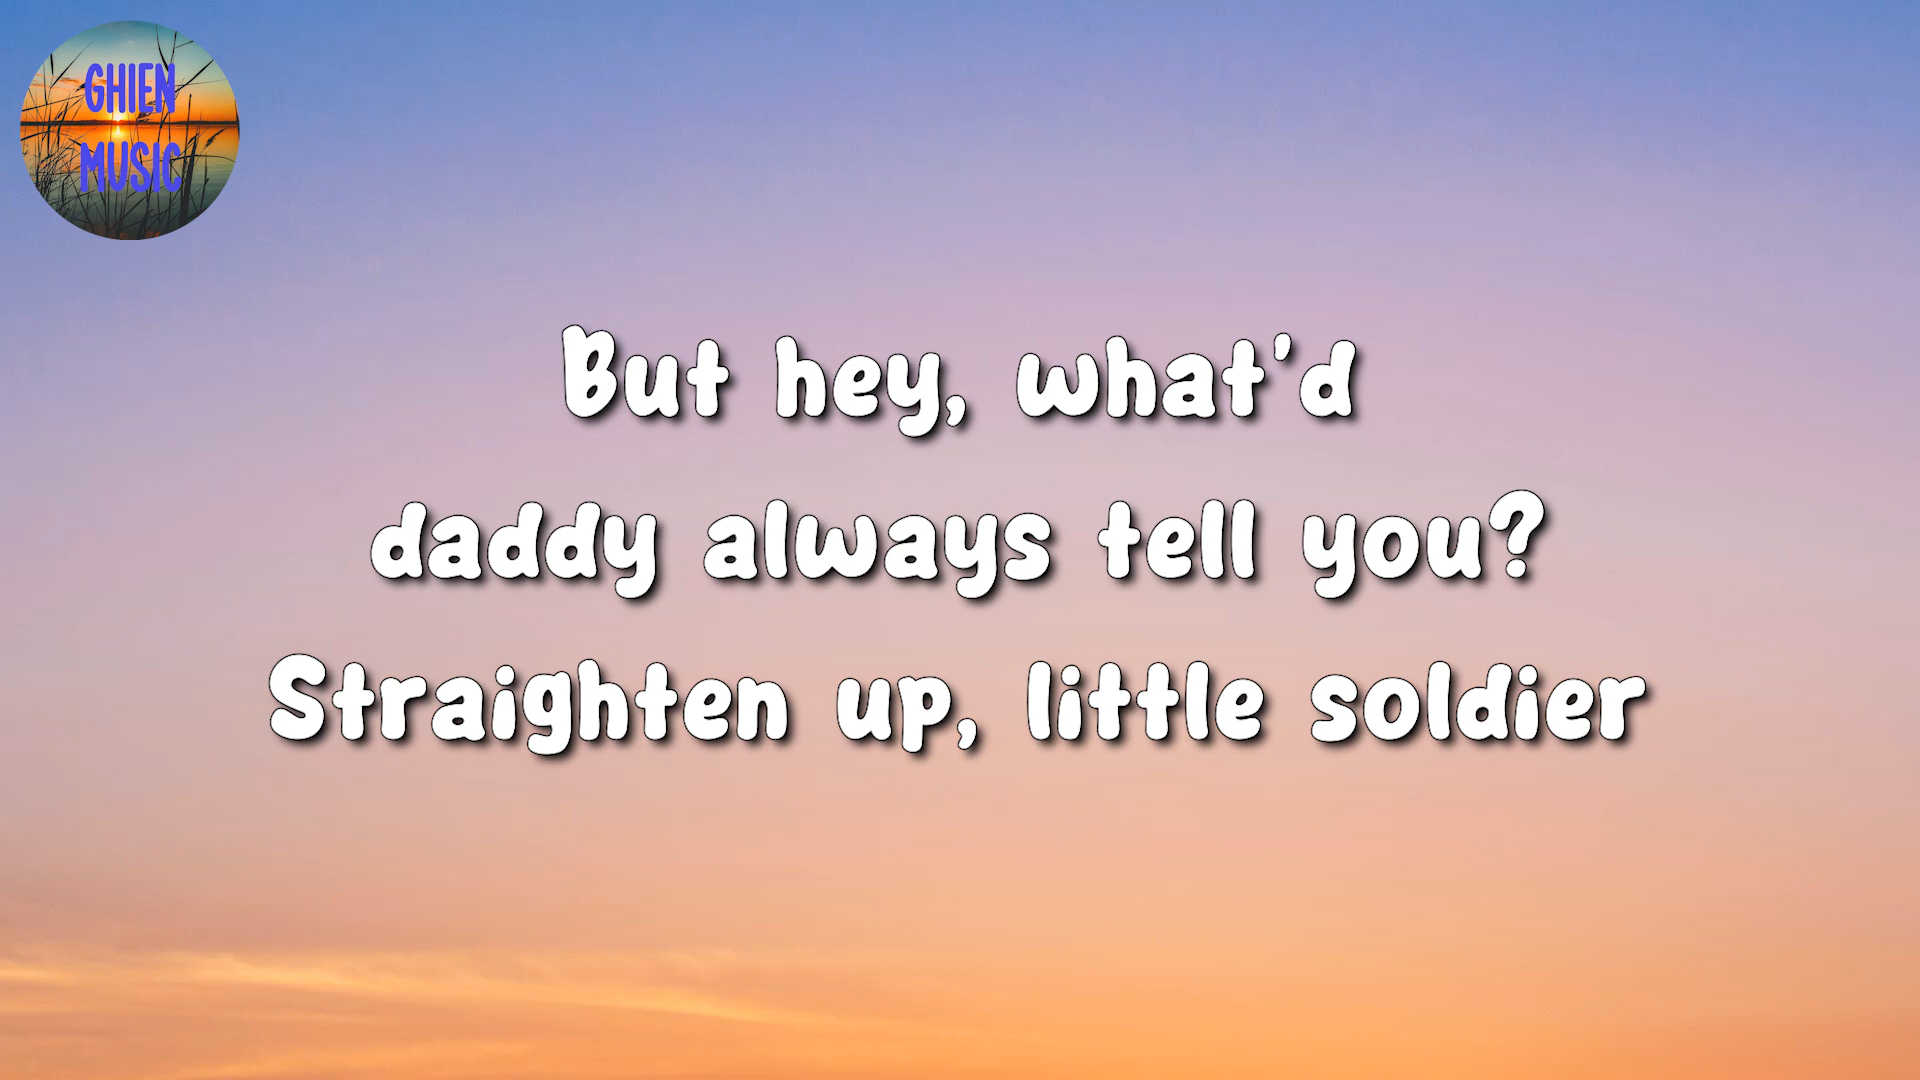 GHIEN
MUSIC
But hey, what'd
daddy always tell you?
Straighten up, little soldier